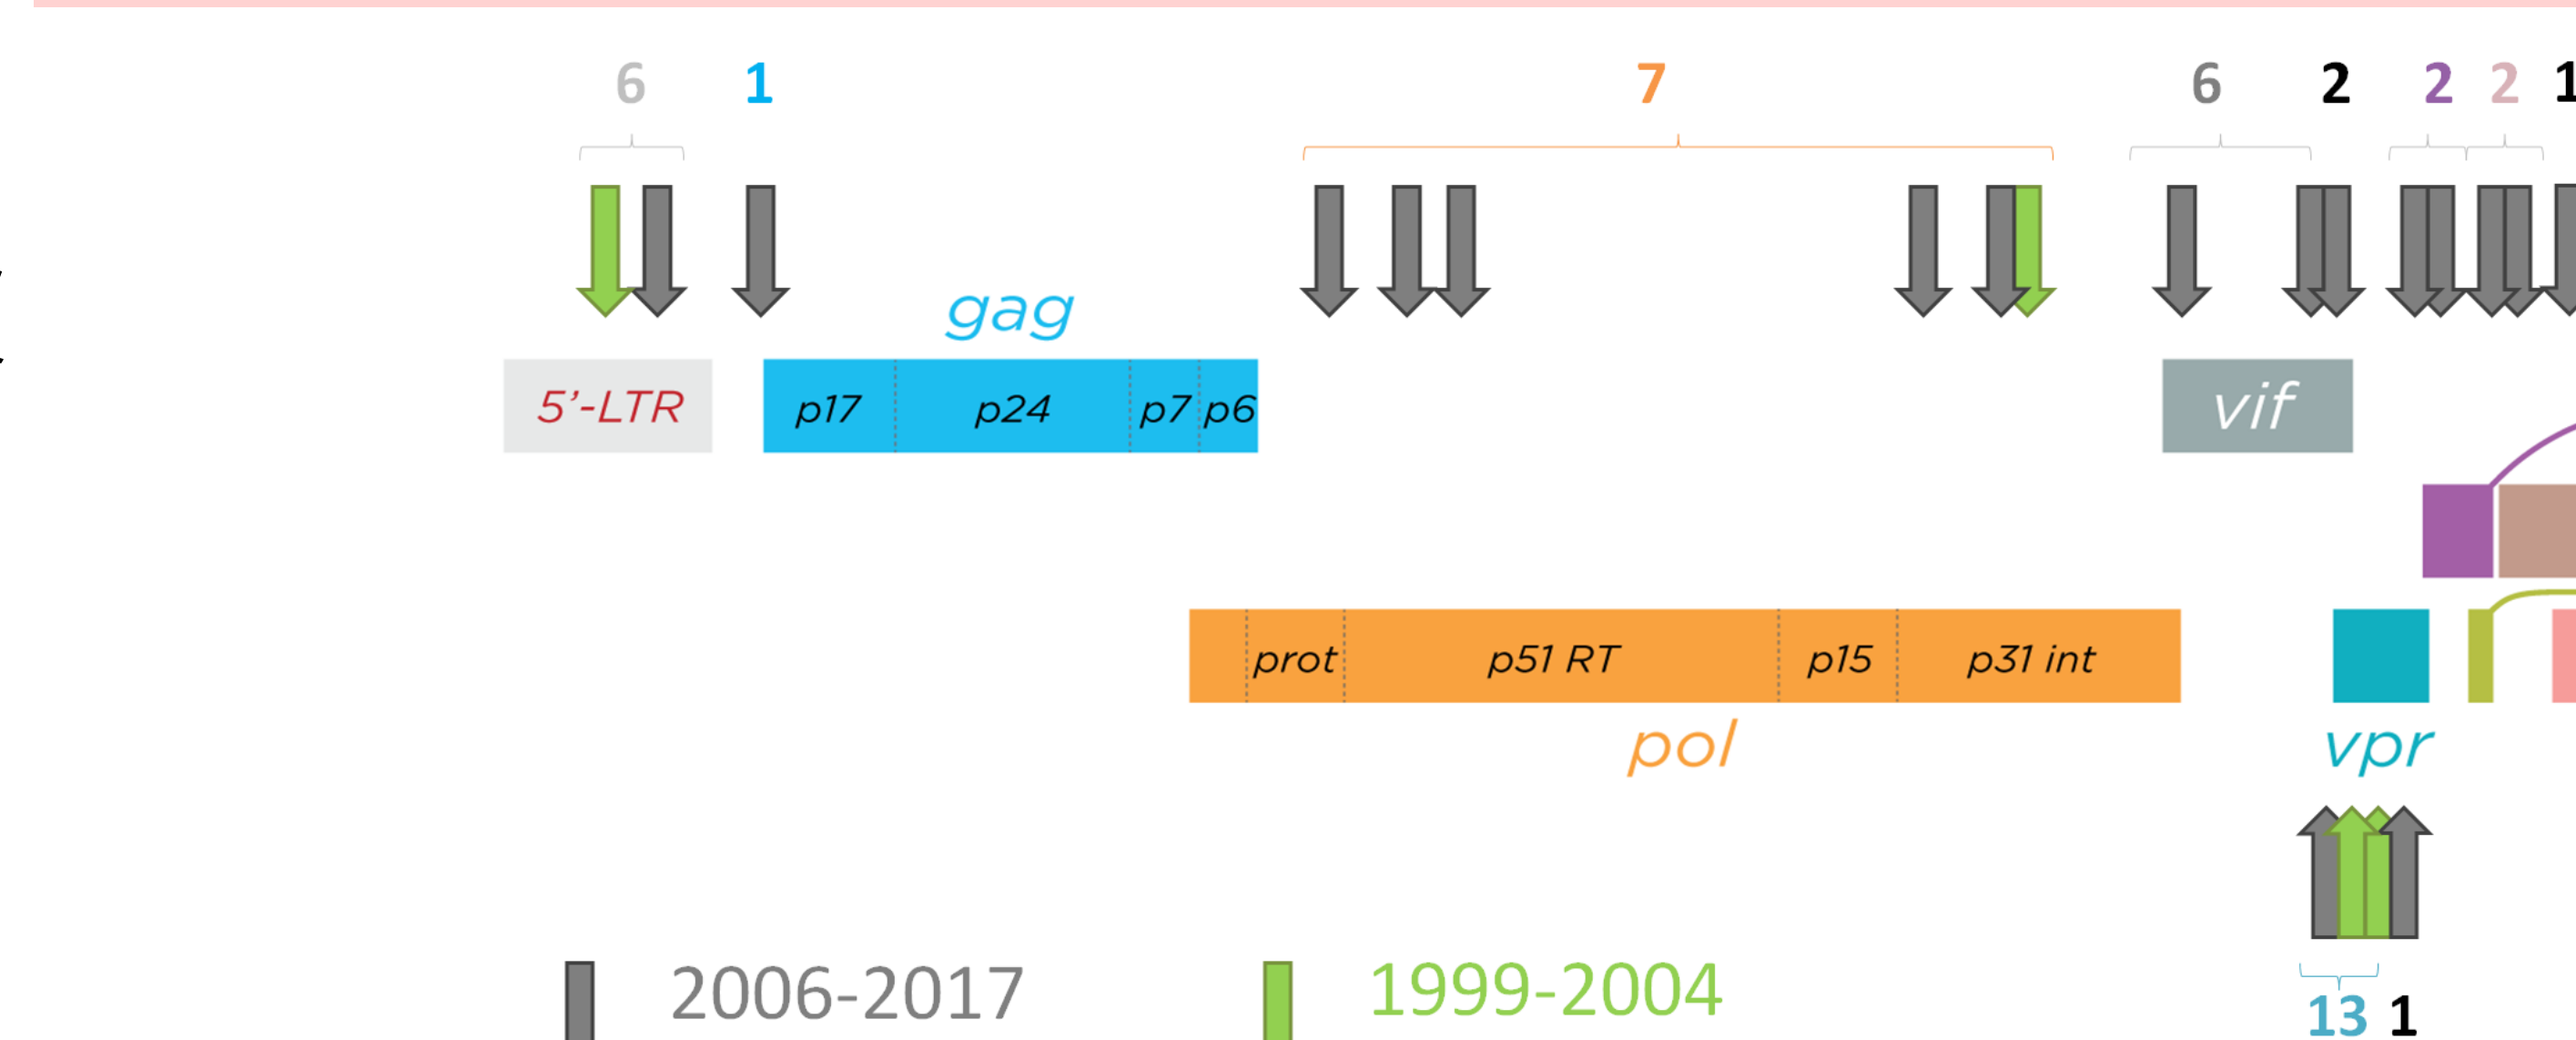 6 1 7 6 2 2 2 1
gag
5’-LTR p17 p24 p7 p6 vif
prot p51 RT p15 p31 int
pol vpr
2006-2017 1999-2004
13 1